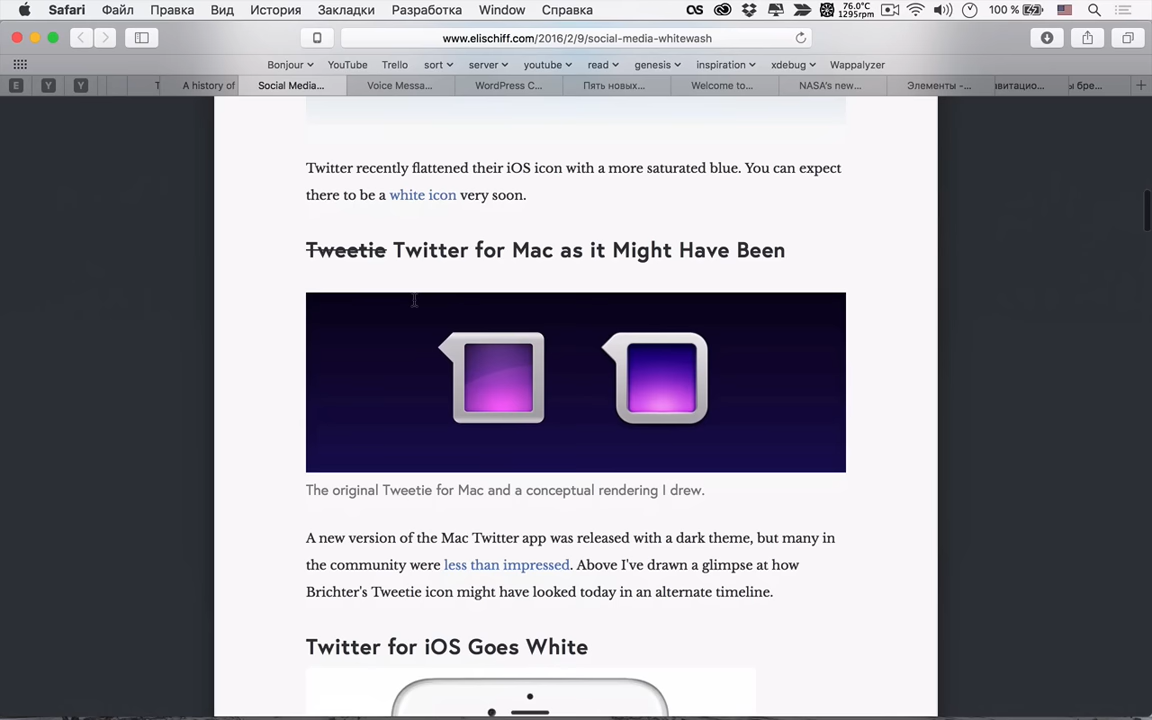 Safari Файл Правка Вид История Закладки Разработка Window Справка 76.0°C 1295rpm 100 %
www.elischiff.com/2016/2/9/social-media-whitewash
Bonjour YouTube Trello sort server youtube read genesis inspiration xdebug Wappalyzer
E Y Y T A history of Social Media... Voice Messa... WordPress C... Пять новых... Welcome to... NASA's new... Элементы -... авитацио... ы бре...
Twitter recently flattened their iOS icon with a more saturated blue. You can expect
there to be a white icon very soon.
Tweetie Twitter for Mac as it Might Have Been
The original Tweetie for Mac and a conceptual rendering I drew.
A new version of the Mac Twitter app was released with a dark theme, but many in
the community were less than impressed. Above I've drawn a glimpse at how
Brichter's Tweetie icon might have looked today in an alternate timeline.
Twitter for iOS Goes White